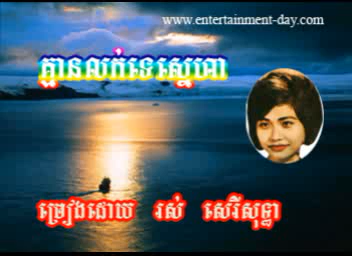 www.entertainment-day.com
គ្មានលក់ទេស្នេហា
ច្រៀងដោយ រស់ សេរីសុទ្ធា